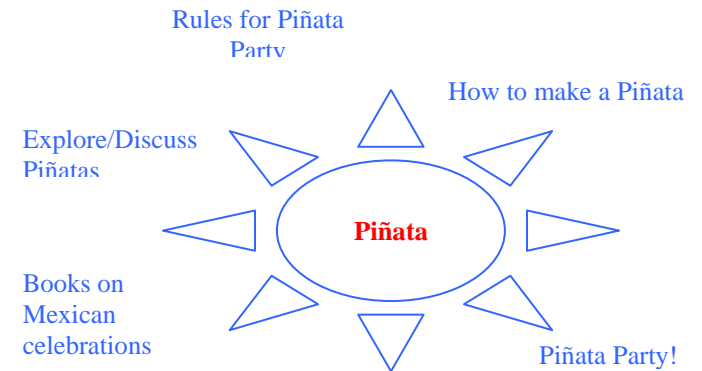 Rules for Piñata
Party
How to make a Piñata
Explore/Discuss
Piñatas
Piñata
Books on
Mexican
celebrations
Piñata Party!